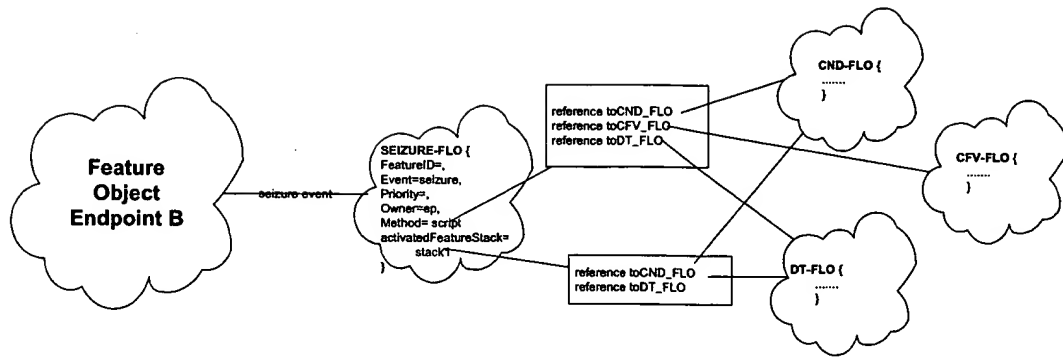 Feature
Object
Endpoint B
seizure event
SEIZURE-FLO {
FeatureID=,
Event=seizure,
Priority=,
Owner=ep,
Method= script
activatedFeatureStack=
stack1
}
reference toCND_FLO
reference toCFV_FLO
reference toDT_FLO
reference toCND_FLO
reference toDT_FLO
CND-FLO {
.......
}
CFV-FLO {
.......
}
DT-FLO {
.......
}